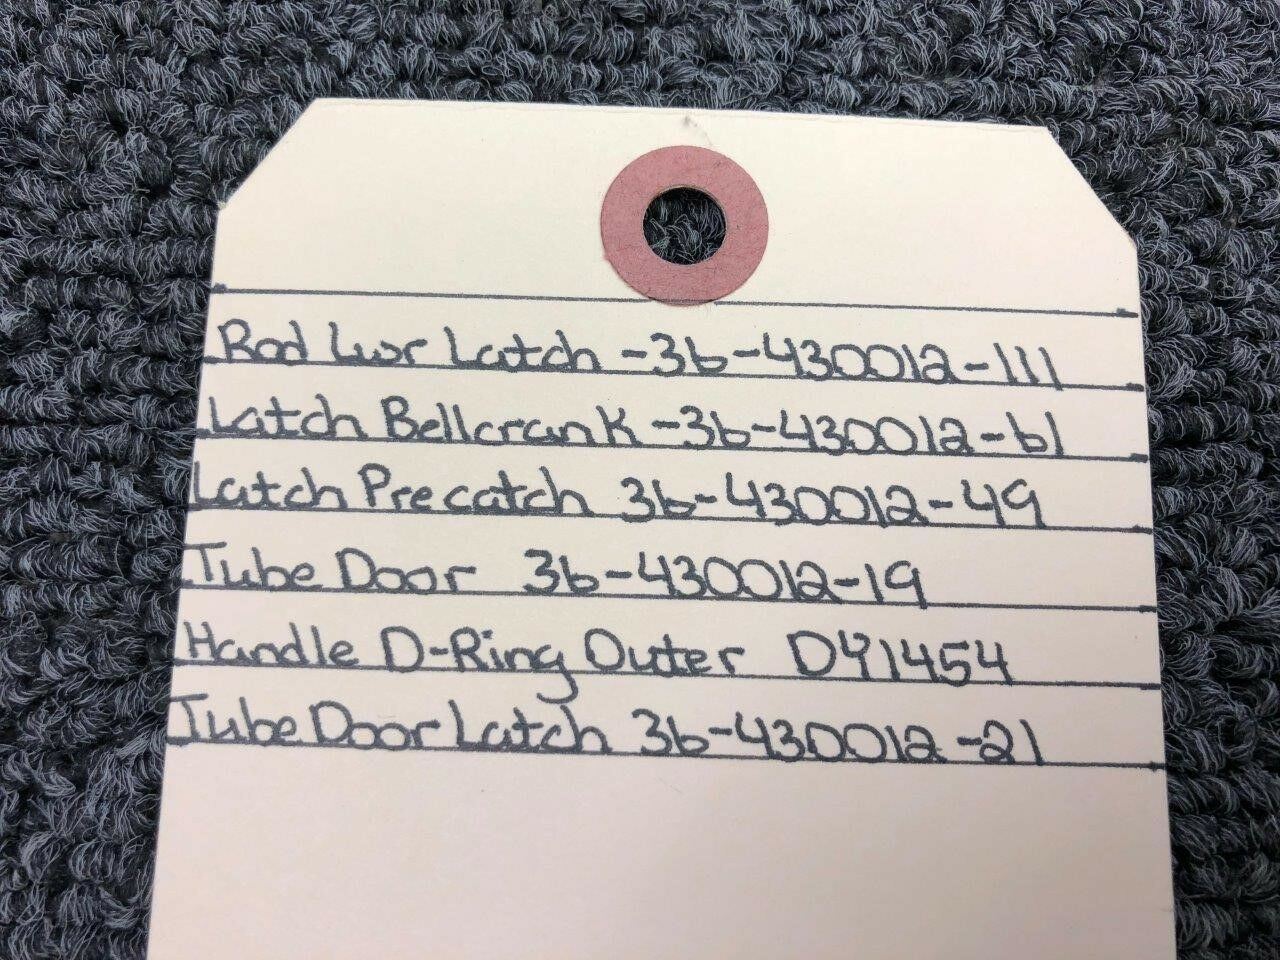 Rod Lwr Latch -36-430012-111
Latch Bellcrank -36-430012-61
Latch Precatch 36-430012-49
Tube Door 36-430012-19
Handle D-Ring Outer D41454
Tube Door Latch 36-430012-21